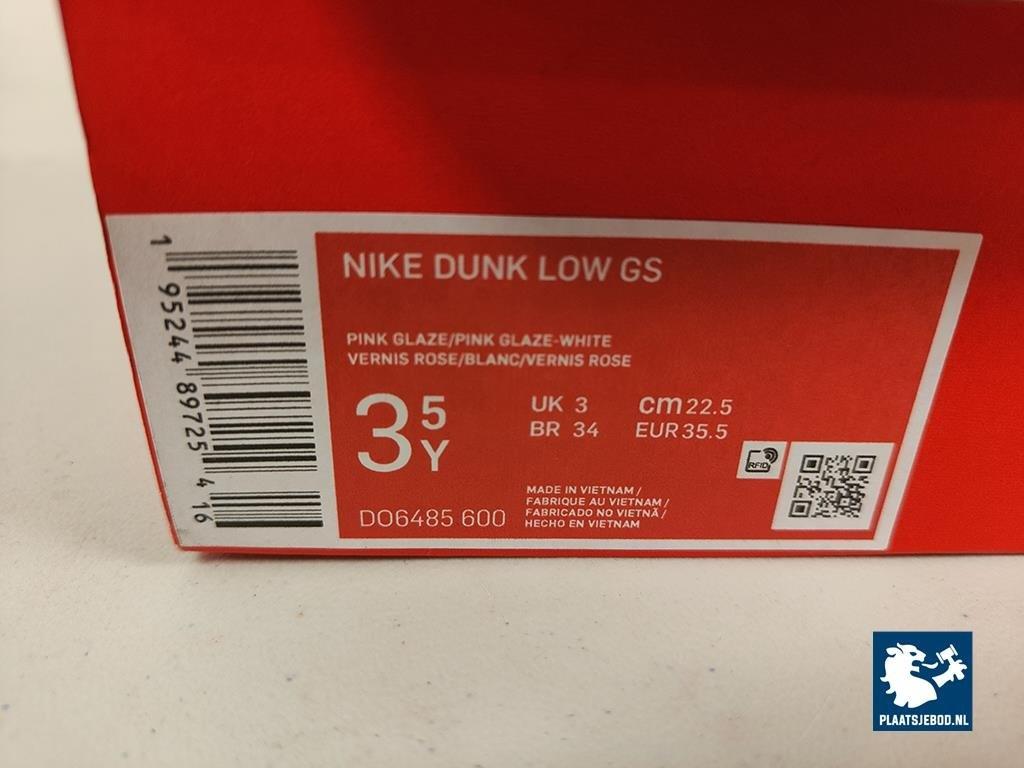 NIKE DUNK LOW GS
PINK GLAZE/PINK GLAZE-WHITE
VERNIS ROSE/BLANC/VERNIS ROSE
3 5 Y
UK 3 cm 22.5
BR 34 EUR 35.5
RFID
DO6485 600
MADE IN VIETNAM /
FABRIQUE AU VIETNAM /
FABRICADO NO VIETNÃ /
HECHO EN VIETNAM
1 95244 89725 4 16
PLAATSJEBOD.NL